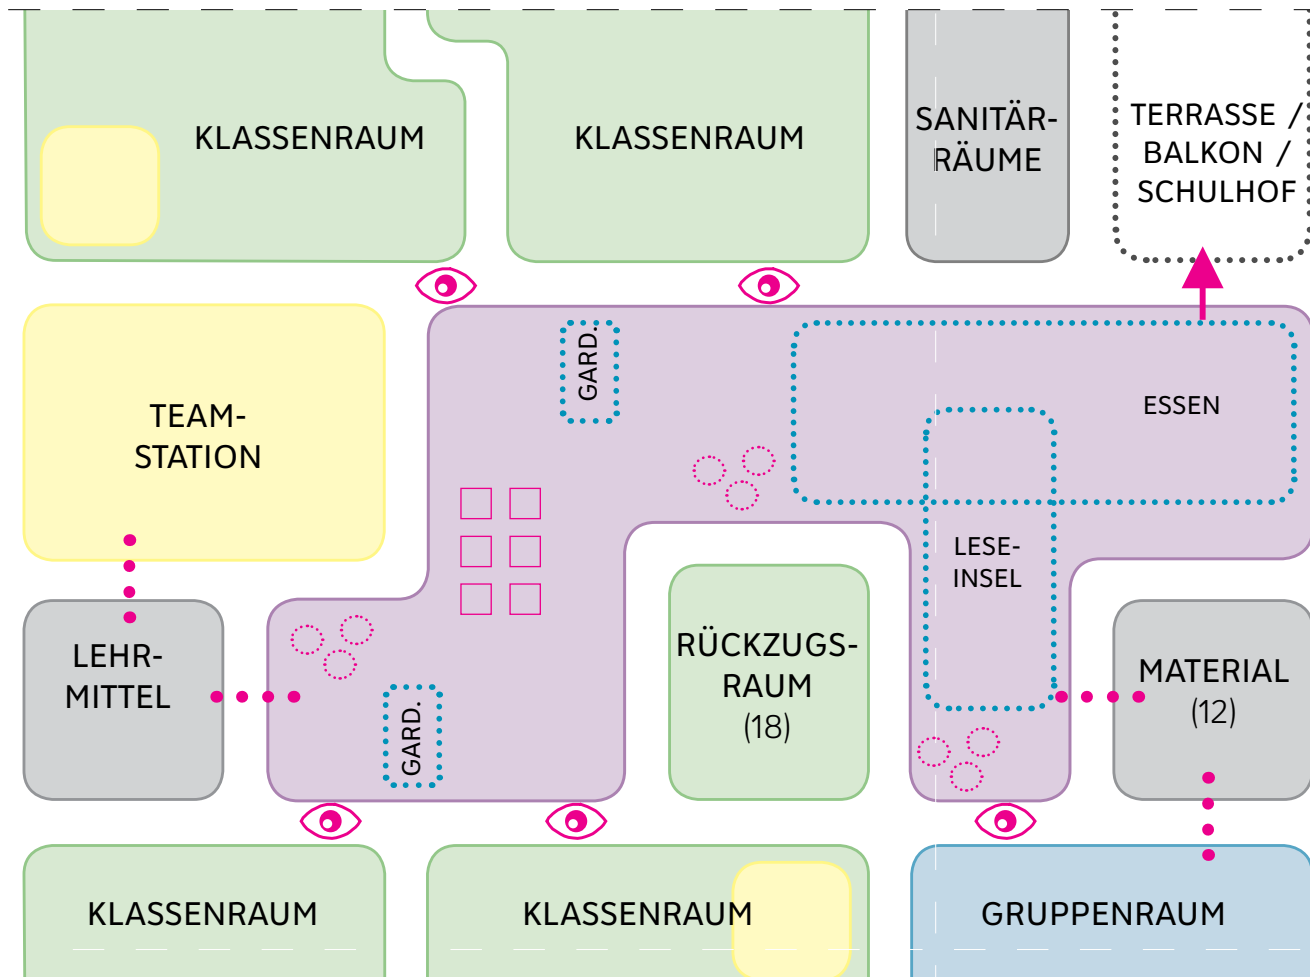 KLASSENRAUM
KLASSENRAUM
SANITÄR-
RÄUME
TERRASSE /
BALKON /
SCHULHOF
TEAM-
STATION
GARD.
ESSEN
LESE-
INSEL
LEHR-
MITTEL
GARD.
RÜCKZUGS-
RAUM
(18)
MATERIAL
(12)
KLASSENRAUM
KLASSENRAUM
GRUPPENRAUM